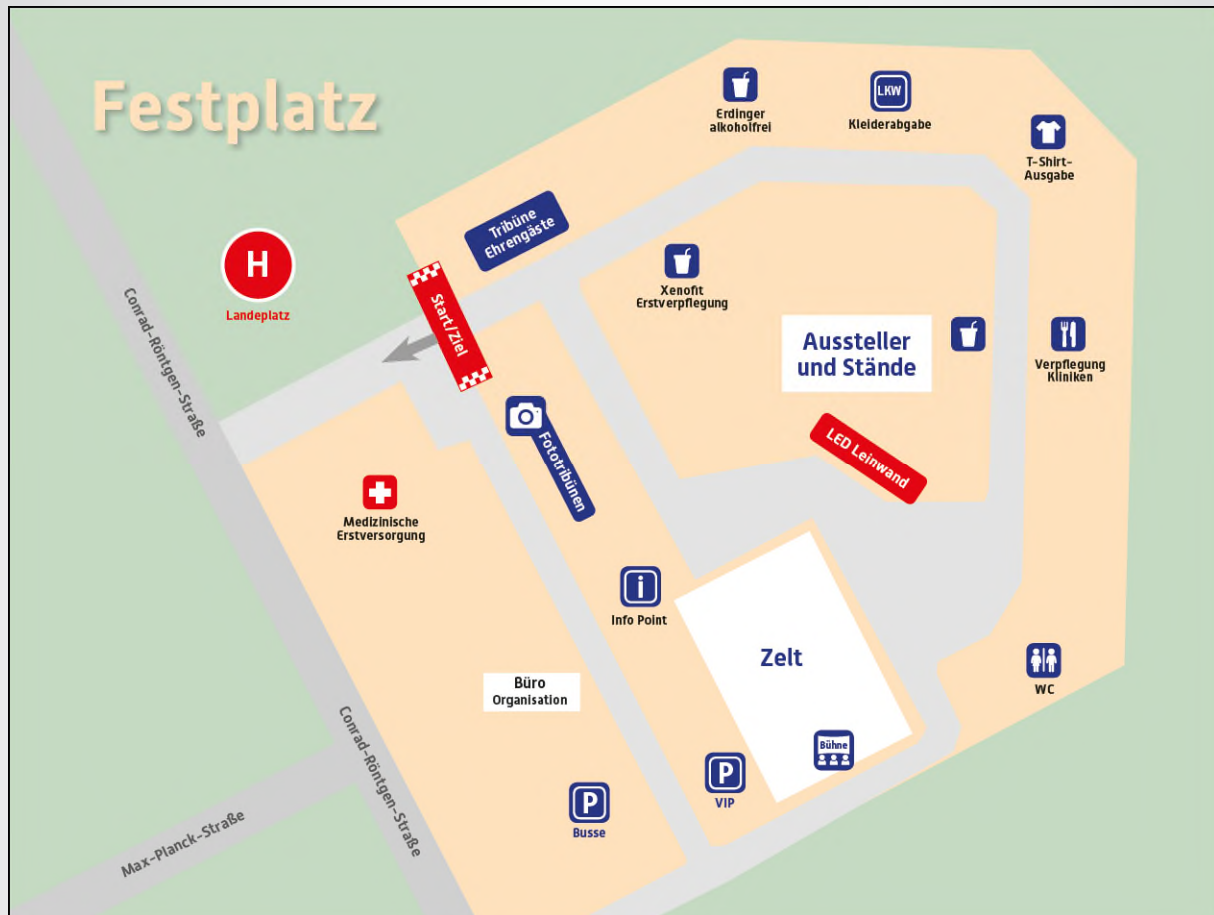 Festplatz
Erdinger
alkoholfrei
LKW
Kleiderabgabe
T-Shirt-
Ausgabe
Tribüne
Ehrengäste
H
Landeplatz
Start/Ziel
Xenofit
Erstverpflegung
Aussteller
und Stände
Verpflegung
Kliniken
Conrad-Röntgen-Straße
Fototribünen
LED Leinwand
Medizinische
Erstversorgung
i
Info Point
Zelt
Büro
Organisation
WC
Bühne
P
VIP
P
Busse
Conrad-Röntgen-Straße
Max-Planck-Straße